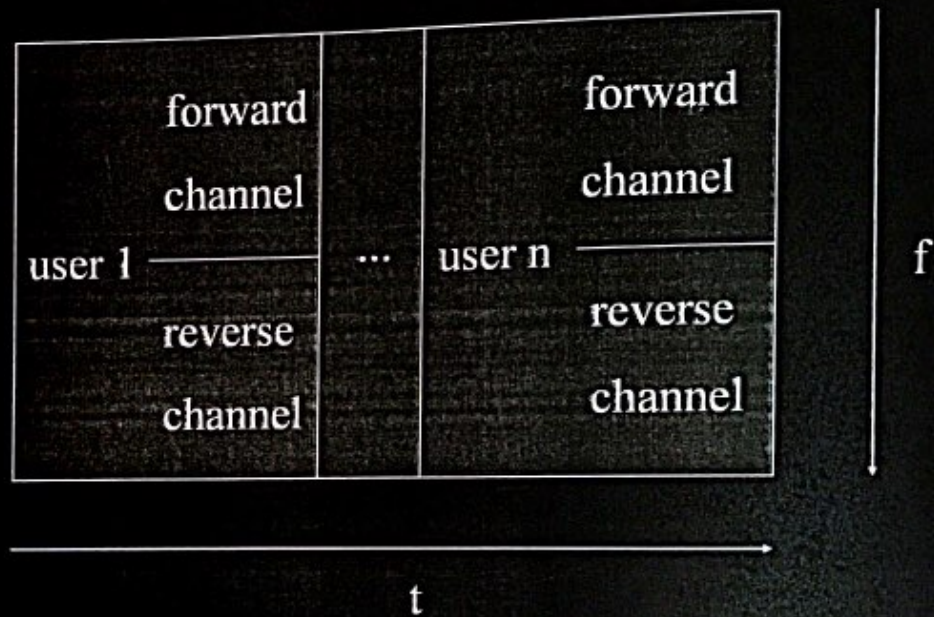 forward
channel
user 1
reverse
channel
...
forward
channel
user n
reverse
channel
f
t